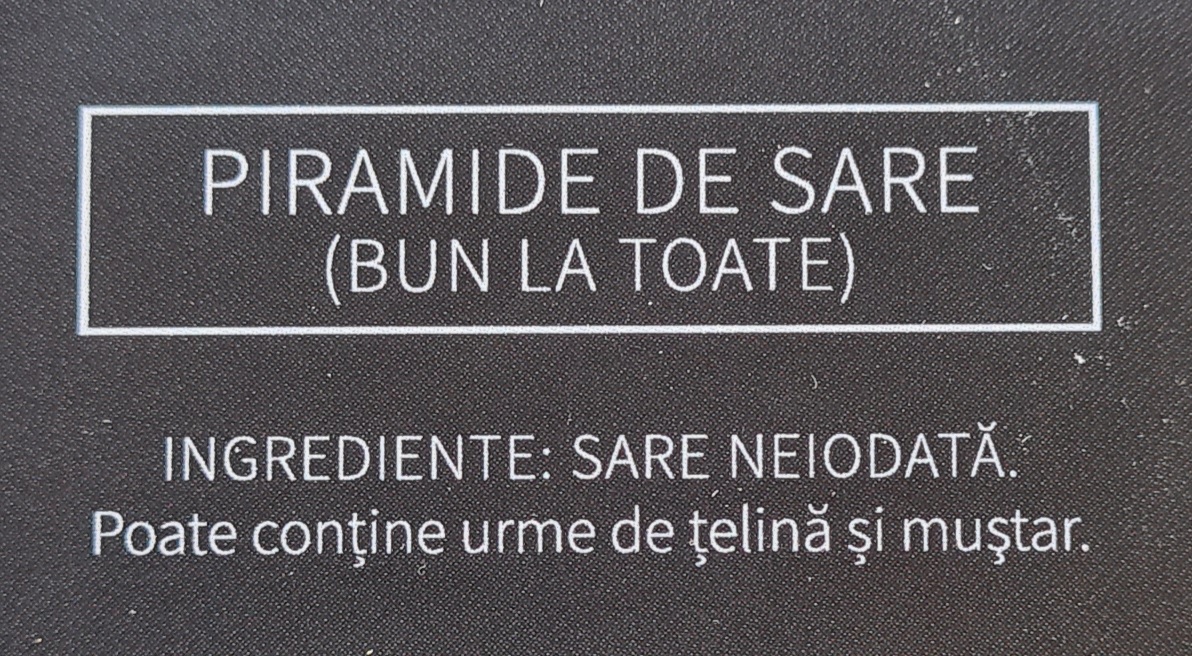 PIRAMIDE DE SARE
(BUN LA TOATE)
INGREDIENTE: SARE NEIODATĂ.
Poate conţine urme de ţelină şi muştar.